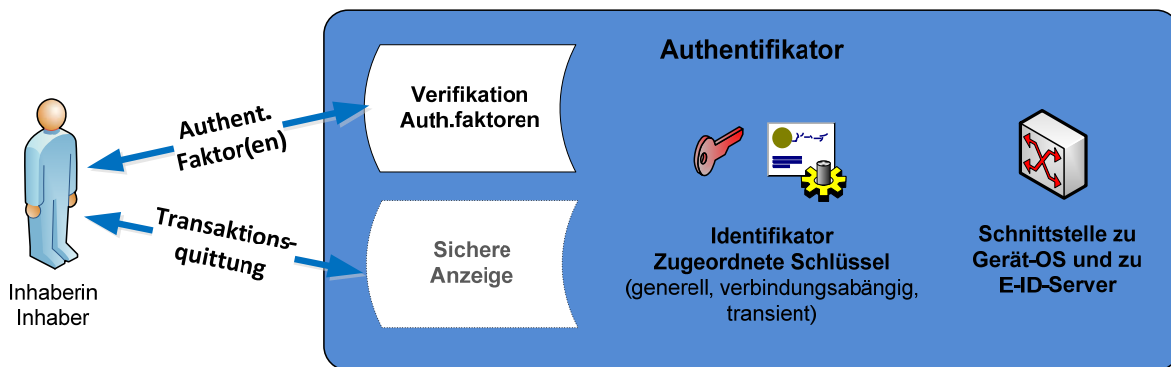 Authentifikator
Verifikation
Auth.faktoren
Authent.
Faktor(en)
Transaktions-
quittung
Sichere
Anzeige
Inhaberin
Inhaber
Identifikator
Zugeordnete Schlüssel
(generell, verbindungsabängig,
transient)
Schnittstelle zu
Gerät-OS und zu
E-ID-Server